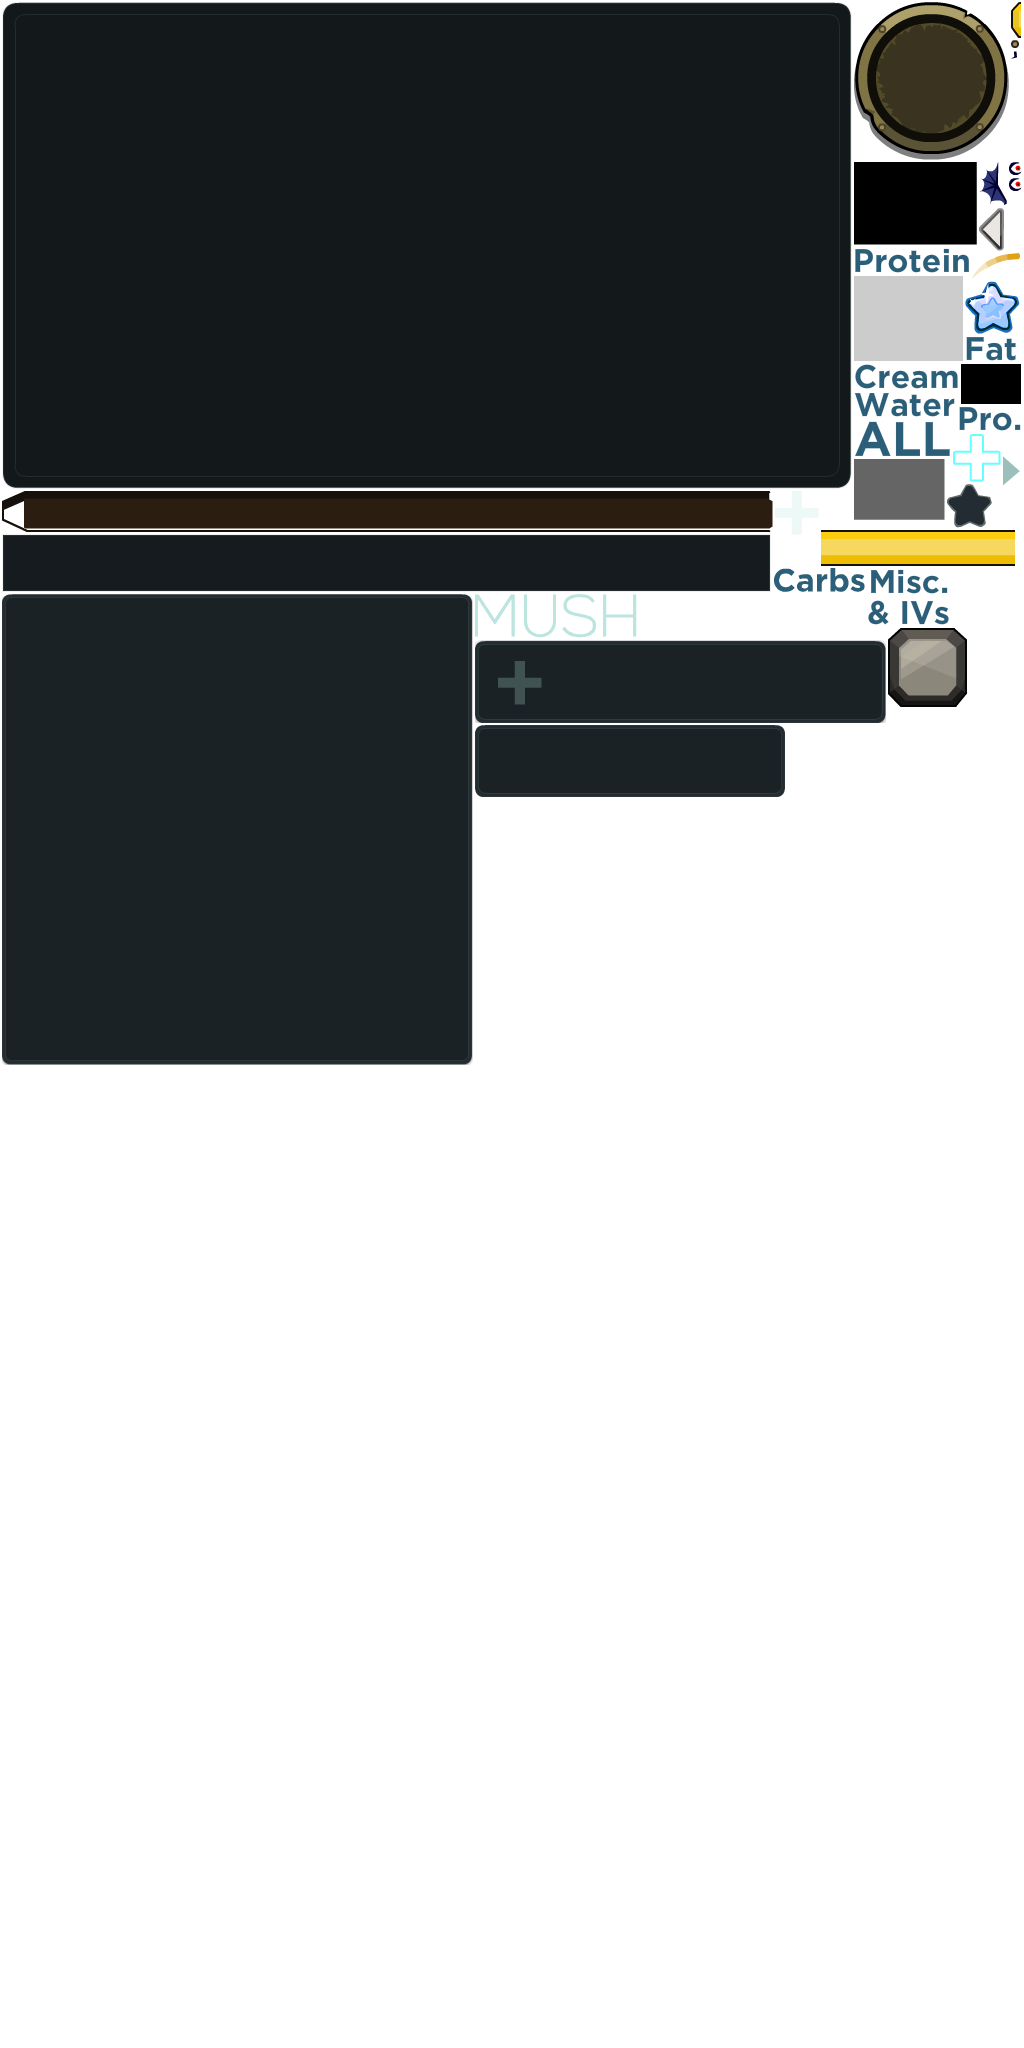 Protein
Fat
Cream
Water
Pro.
ALL
Carbs
Misc.
& IVs
MUSH